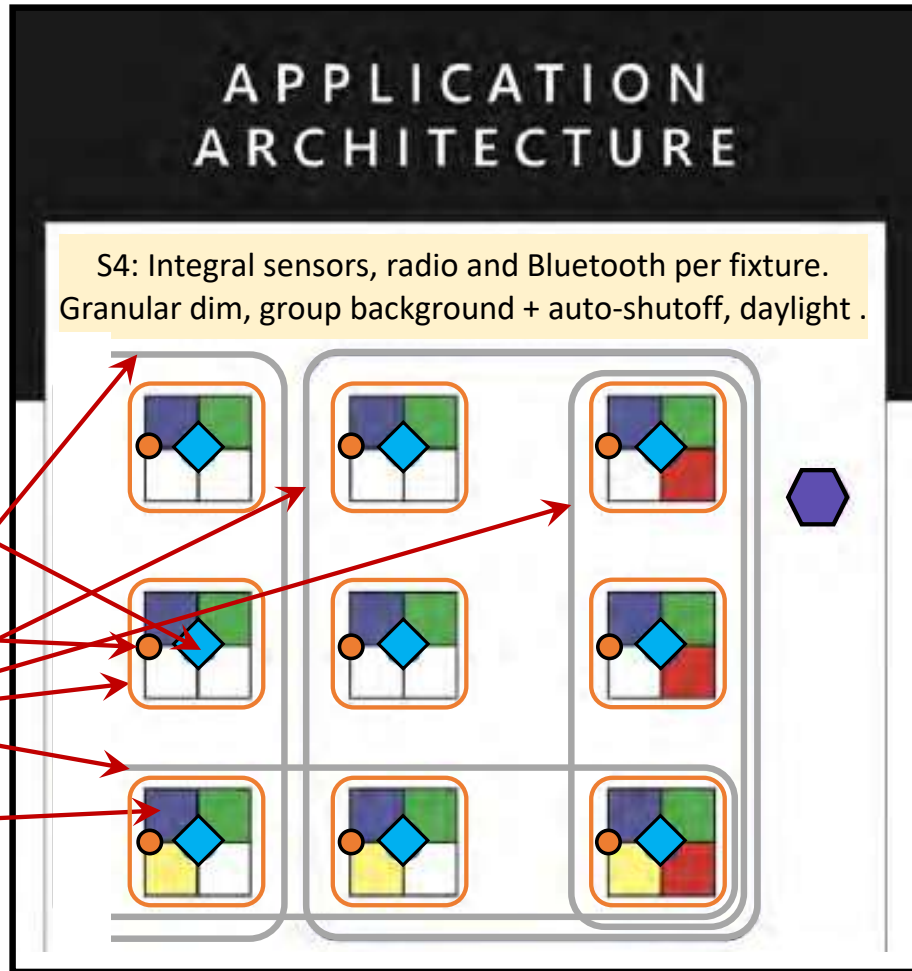 APPLICATION
ARCHITECTURE
S4: Integral sensors, radio and Bluetooth per fixture.
Granular dim, group background + auto-shutoff, daylight .